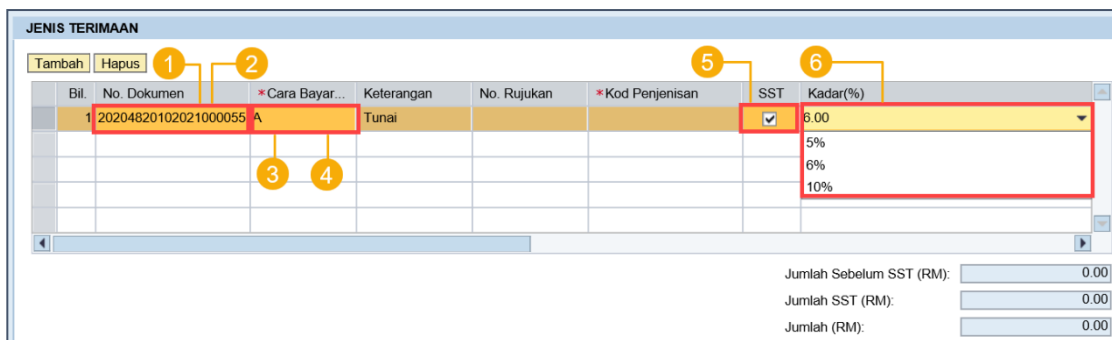 JENIS TERIMAAN
Tambah Hapus 1 2 5 6
Bil. No. Dokumen *Cara Bayar... Keterangan No. Rujukan *Kod Penjenisan SST Kadar(%)
1 20204820102021000055 A Tunai 6.00
5%
3 4 6%
10%
Jumlah Sebelum SST (RM): 0.00
Jumlah SST (RM): 0.00
Jumlah (RM): 0.00